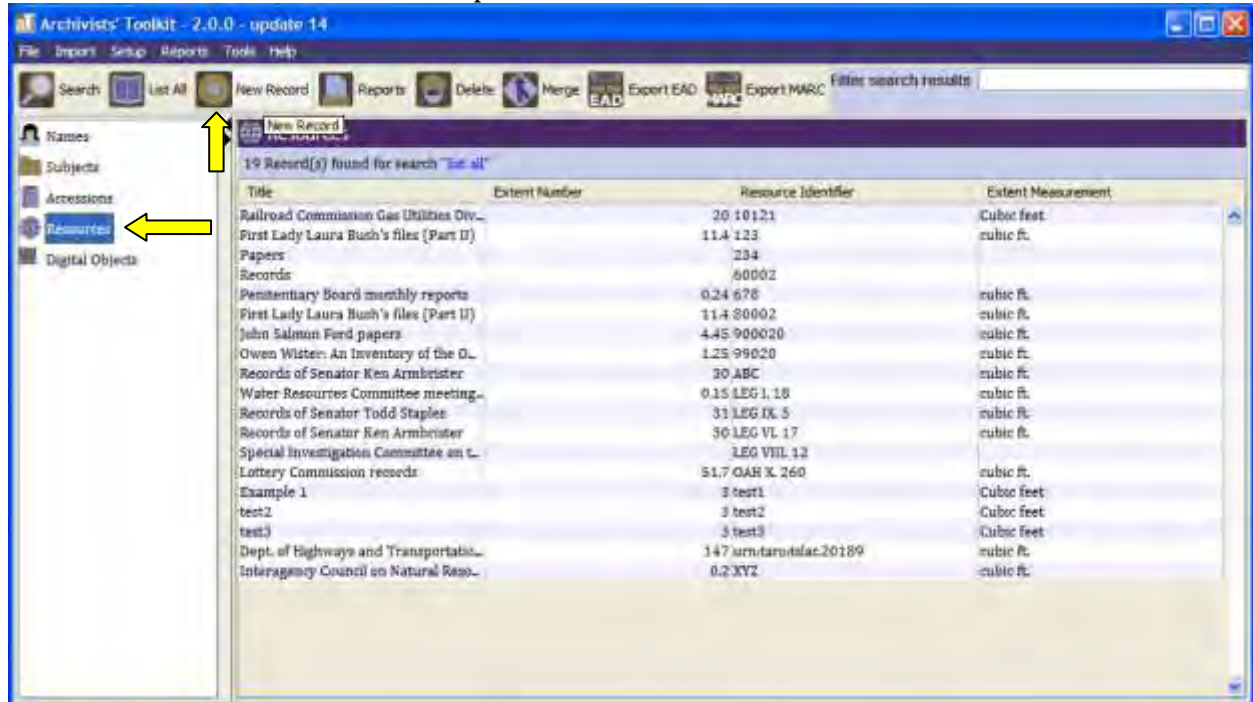 Archivists' Toolkit - 2.0.0 - update 14
File Import Setup Reports Tools Help
Search List All New Record Reports Delete Merge EAD Export EAD MARC Export MARC Filter search results
Names
Subjects
Accessions
Resources
Digital Objects
New Record
Resources
19 Record(s) found for search "list all"
Title Extent Number Resource Identifier Extent Measurement
Railroad Commission Gas Utilities Div... 20 10121 Cubic feet
First Lady Laura Bush's files (Part II) 11.4 123 cubic ft.
Papers 234
Records 60002
Penitentiary Board monthly reports 0.24 678 cubic ft.
First Lady Laura Bush's files (Part II) 11.4 80002 cubic ft.
John Salmon Ford papers 4.45 900020 cubic ft.
Owen Wister: An Inventory of the O... 1.25 99020 cubic ft.
Records of Senator Ken Armbrister 30 ABC cubic ft.
Water Resources Committee meeting... 0.15 LEG I, 18 cubic ft.
Records of Senator Todd Staples 31 LEG IX, 5 cubic ft.
Records of Senator Ken Armbrister 30 LEG VI, 17 cubic ft.
Special Investigation Committee on t... LEG VIII, 12
Lottery Commission records 51.7 OAH X, 260 cubic ft.
Example 1 3 test1 Cubic feet
test2 3 test2 Cubic feet
test3 3 test3 Cubic feet
Dept. of Highways and Transportatio... 147 cubic ft.
Interagency Council on Natural Reso... 0.2 XYZ cubic ft.